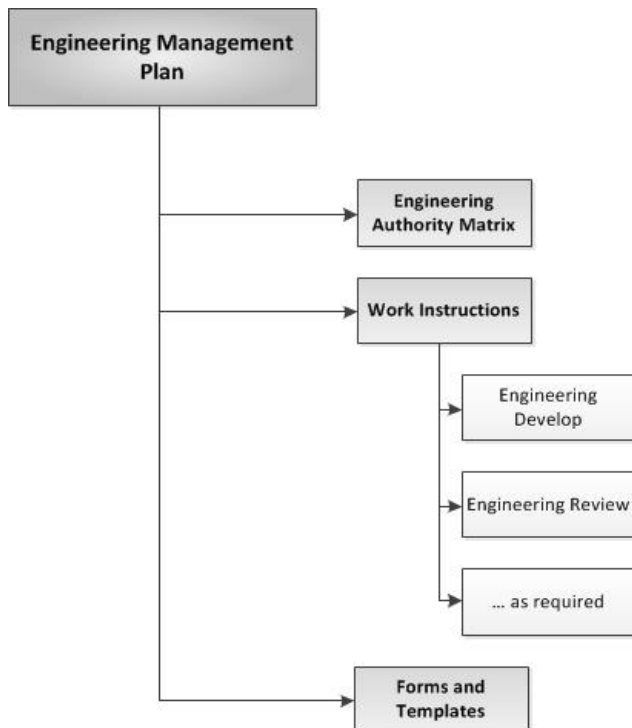 Engineering Management
Plan
Engineering
Authority Matrix
Work Instructions
Engineering
Develop
Engineering Review
... as required
Forms and
Templates